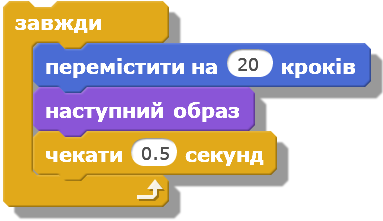 завжди
перемістити на 20 кроків
наступний образ
чекати 0.5 секунд